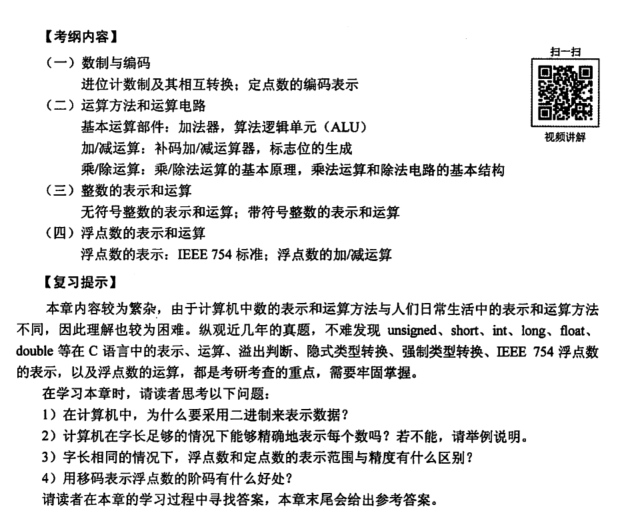 【考纲内容】
扫一扫
（一）数制与编码
进位计数制及其相互转换；定点数的编码表示
（二）运算方法和运算电路
基本运算部件：加法器，算法逻辑单元（ALU）
加/减运算：补码加/减运算器，标志位的生成
视频讲解
乘/除运算：乘/除法运算的基本原理，乘法运算和除法电路的基本结构
（三）整数的表示和运算
无符号整数的表示和运算；带符号整数的表示和运算
（四）浮点数的表示和运算
浮点数的表示：IEEE 754 标准；浮点数的加/减运算
【复习提示】
本章内容较为繁杂，由于计算机中数的表示和运算方法与人们日常生活中的表示和运算方法
不同，因此理解也较为困难。纵观近几年的真题，不难发现 unsigned、short、int、long、float、
double 等在 C 语言中的表示、运算、溢出判断、隐式类型转换、强制类型转换、IEEE 754 浮点数
的表示，以及浮点数的运算，都是考研考查的重点，需要牢固掌握。
在学习本章时，请读者思考以下问题：
1）在计算机中，为什么要采用二进制来表示数据？
2）计算机在字长足够的情况下能够精确地表示每个数吗？若不能，请举例说明。
3）字长相同的情况下，浮点数和定点数的表示范围与精度有什么区别？
4）用移码表示浮点数的阶码有什么好处？
请读者在本章的学习过程中寻找答案，本章末尾会给出参考答案。